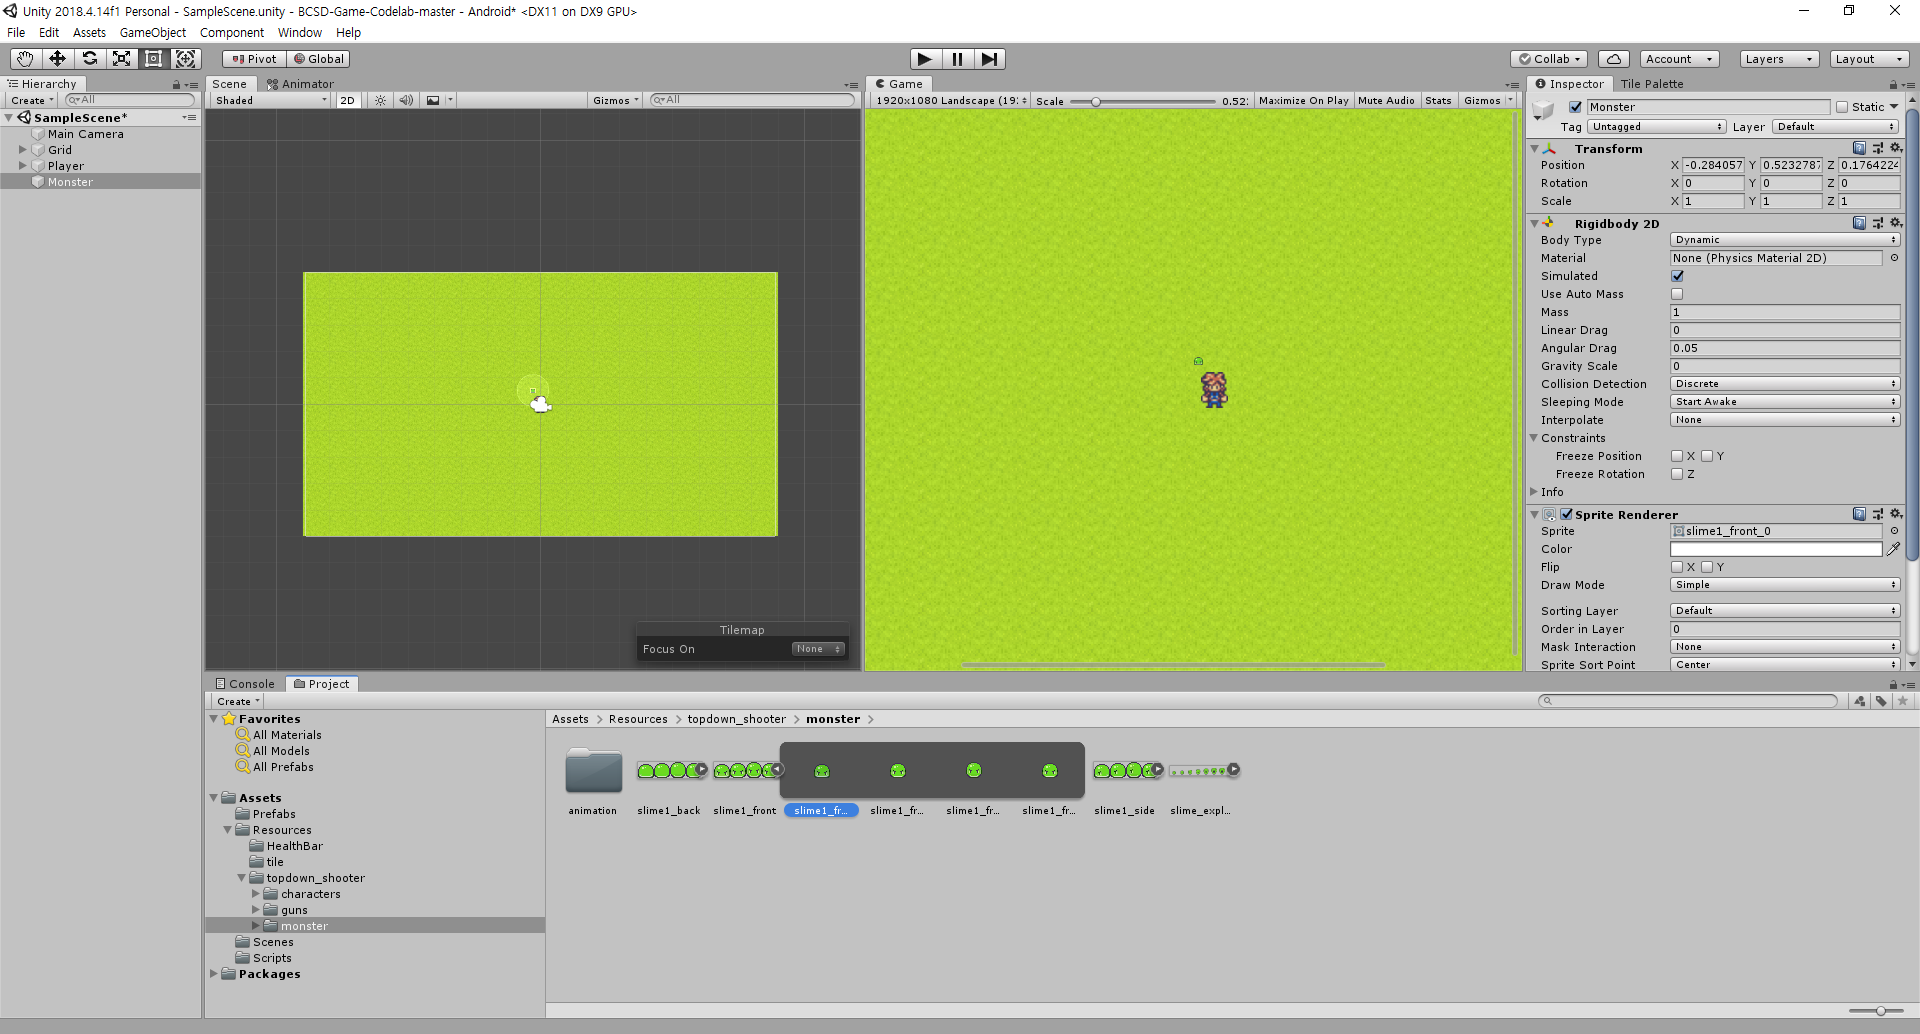 Unity 2018.4.14f1 Personal - SampleScene.unity - BCSD-Game-Codelab-master - Android* <DX11 on DX9 GPU>
File Edit Assets GameObject Component Window Help
Pivot Global Collab Account Layers Layout
Hierarchy
Create All
SampleScene*
Main Camera
Grid
Player
Monster
Scene Animator
Shaded 2D Gizmos All
Tilemap
Focus On None
Game
1920x1080 Landscape (19: Scale 0.52: Maximize On Play Mute Audio Stats Gizmos
Inspector Tile Palette
Monster Static
Tag Untagged Layer Default
Transform
Position X -0.284057 Y 0.5232787 Z 0.1764224
Rotation X 0 Y 0 Z 0
Scale X 1 Y 1 Z 1
Rigidbody 2D
Body Type Dynamic
Material None (Physics Material 2D)
Simulated
Use Auto Mass
Mass 1
Linear Drag 0
Angular Drag 0.05
Gravity Scale 0
Collision Detection Discrete
Sleeping Mode Start Awake
Interpolate None
Constraints
Freeze Position X Y
Freeze Rotation Z
Info
Sprite Renderer
Sprite slime1_front_0
Color
Flip X Y
Draw Mode Simple
Sorting Layer Default
Order in Layer 0
Mask Interaction None
Sprite Sort Point Center
Console Project
Create
Favorites
All Materials
All Models
All Prefabs
Assets
Prefabs
Resources
HealthBar
tile
topdown_shooter
characters
guns
monster
Scenes
Scripts
Packages
Assets > Resources > topdown_shooter > monster >
animation slime1_back slime1_front slime1_fr... slime1_fr... slime1_fr... slime1_fr... slime1_side slime_expl...